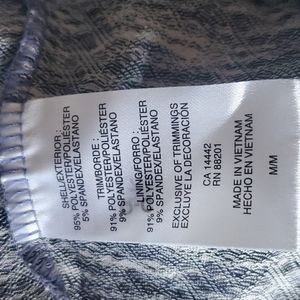 SHELL/EXTERIOR :
95% POLYESTER/POLIÉSTER
5% SPANDEX/ELASTANO
TRIM/BORDE :
91% POLYESTER/POLIÉSTER
9% SPANDEX/ELASTANO
LINING/FORRO :
91% POLYESTER/POLIÉSTER
9% SPANDEX/ELASTANO
EXCLUSIVE OF TRIMMINGS
EXCLUYE LA DECORACIÓN
CA 14442
RN 88201
MADE IN VIETNAM
HECHO EN VIETNAM
M/M